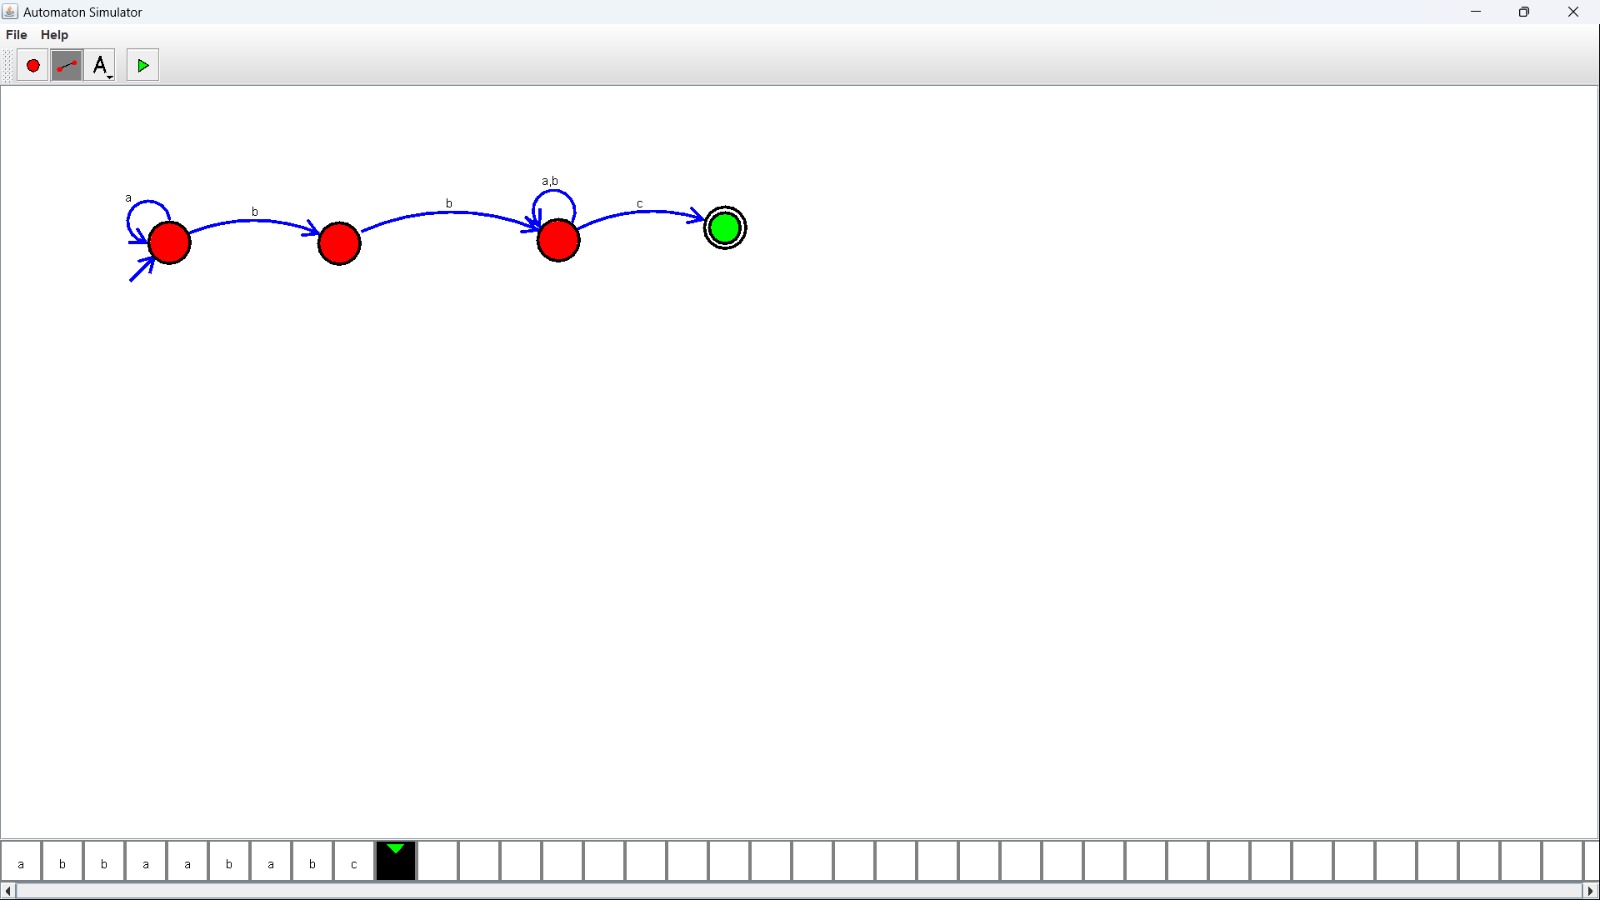 Automaton Simulator
File Help
A
a,b
a
b
b
c
a b b a a b a b c